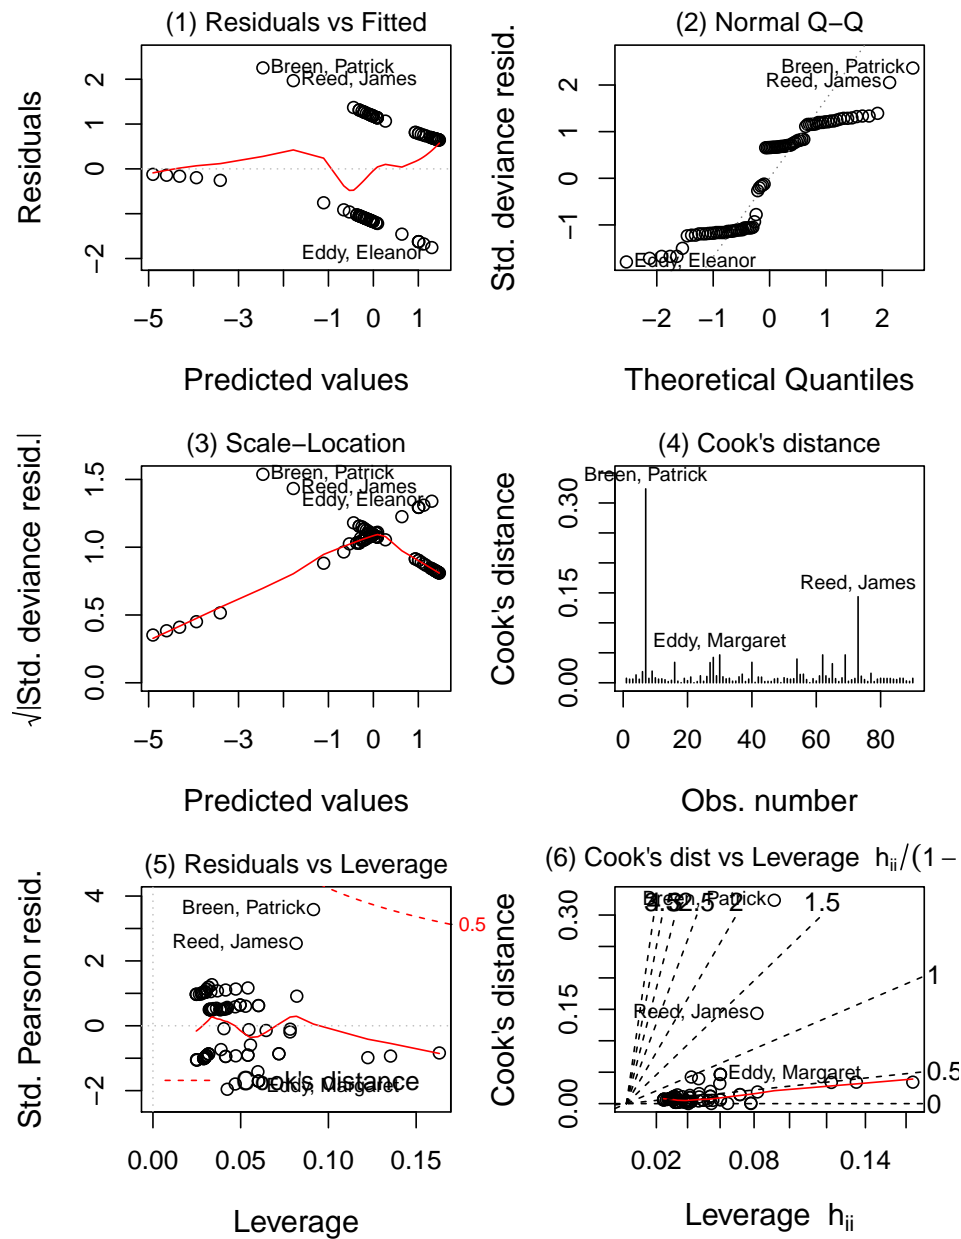 (1) Residuals vs Fitted
Residuals
2
1
0
−2
Breen, Patrick
Reed, James
Eddy, Eleanor
−5
−3
−1
0
1
Predicted values
(2) Normal Q−Q
Std. deviance resid.
2
1
0
−1
Breen, Patrick
Reed, James
Eddy, Eleanor
−2
−1
0
1
2
Theoretical Quantiles
(3) Scale−Location
√|Std. deviance resid.|
1.5
1.0
0.5
0.0
Breen, Patrick
Reed, James
Eddy, Eleanor
−5
−3
−1
0
1
Predicted values
(4) Cook's distance
Cook's distance
0.30
0.15
0.00
Breen, Patrick
Reed, James
Eddy, Margaret
0
20
40
60
80
Obs. number
(5) Residuals vs Leverage
Std. Pearson resid.
4
2
1
0
−1
−2
Breen, Patrick
Reed, James
0.5
Cook's distance
Eddy, Margaret
0.00
0.05
0.10
0.15
Leverage
(6) Cook's dist vs Leverage hii/(1 −
Cook's distance
0.30
0.15
0.00
Breen, Patrick
2.5
2
1.5
Reed, James
1
Eddy, Margaret
0.5
0
0.02
0.08
0.14
Leverage hii